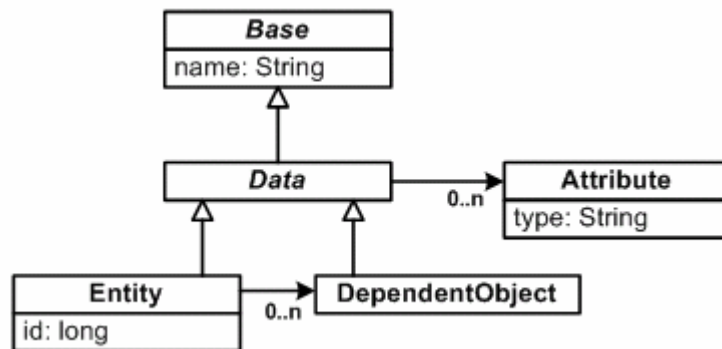 Base
name: String
Data
0..n
Attribute
type: String
Entity
id: long
0..n
DependentObject